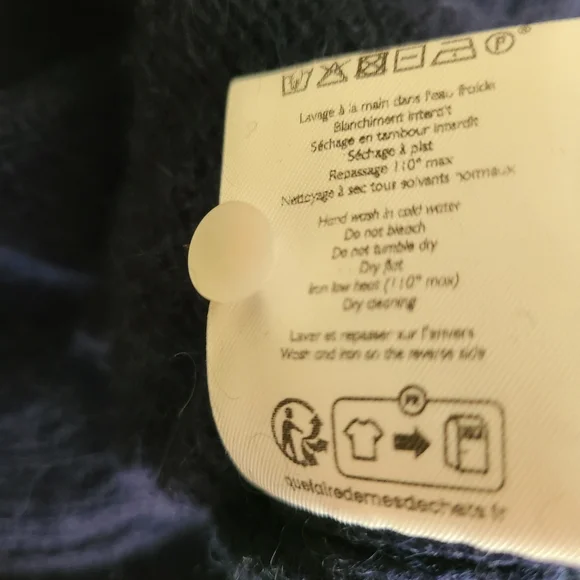 P
Lavage à la main dans l'eau froide
Blanchiment interdit
Séchage en tambour interdit
Séchage à plat
Repassage 110° max
Nettoyage à sec tous solvants normaux
Hand wash in cold water
Do not bleach
Do not tumble dry
Dry flat
Iron low heat (110° max)
Dry cleaning
Laver et repasser sur l'envers
Wash and iron on the reverse side
FR
quefairedemesdechets.fr